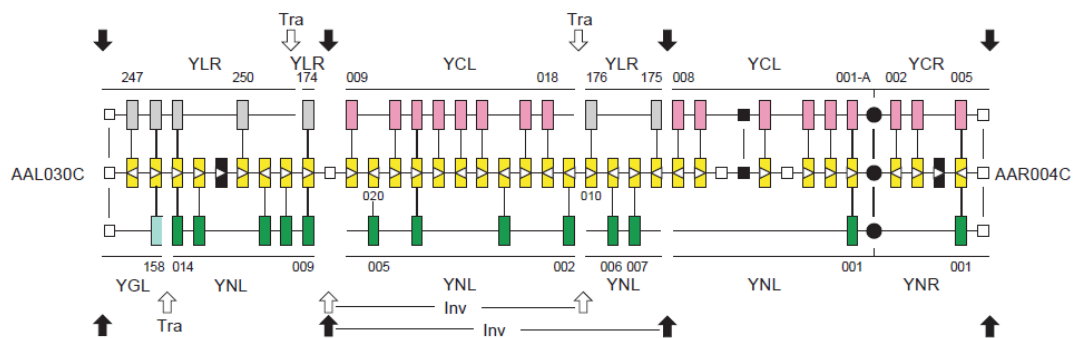 Tra Tra
YLR YLR YCL YLR YCL YCR
247 250 174 009 018 176 175 008 001-A 002 005
AAL030C AAR004C
020 010
158 014 009 005 002 006 007 001 001
YGL YNL YNL YNL YNL YNR
Inv
Tra Inv